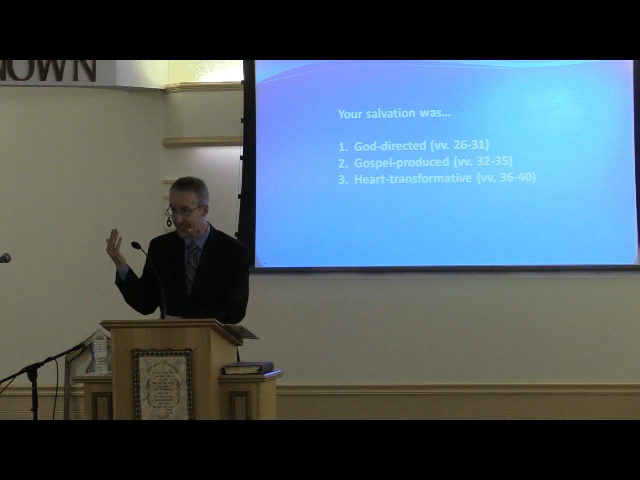 NOWN
Your salvation was...
1. God-directed (vv. 26-31)
2. Gospel-produced (vv. 32-35)
3. Heart-transformative (vv. 36-40)